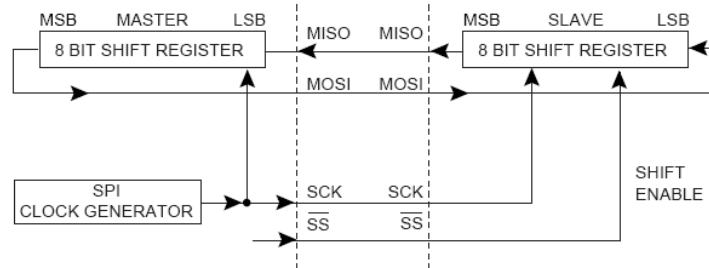 MSB MASTER LSB
8 BIT SHIFT REGISTER
MISO MISO
MSB SLAVE LSB
8 BIT SHIFT REGISTER
MOSI MOSI
SPI
CLOCK GENERATOR
SCK SCK
SS SS
SHIFT
ENABLE